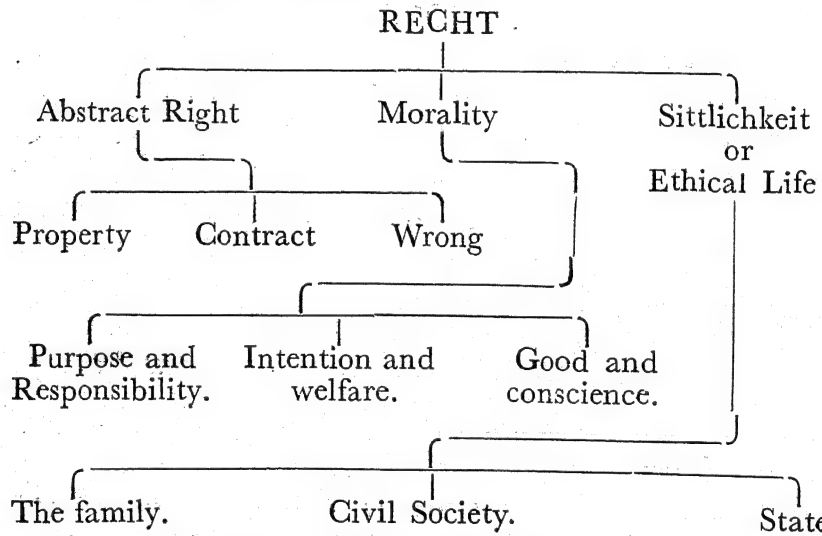 RECHT
Abstract Right
Morality
Sittlichkeit
or
Ethical Life
Property
Contract
Wrong
Purpose and
Responsibility.
Intention and
welfare.
Good and
conscience.
The family.
Civil Society.
State